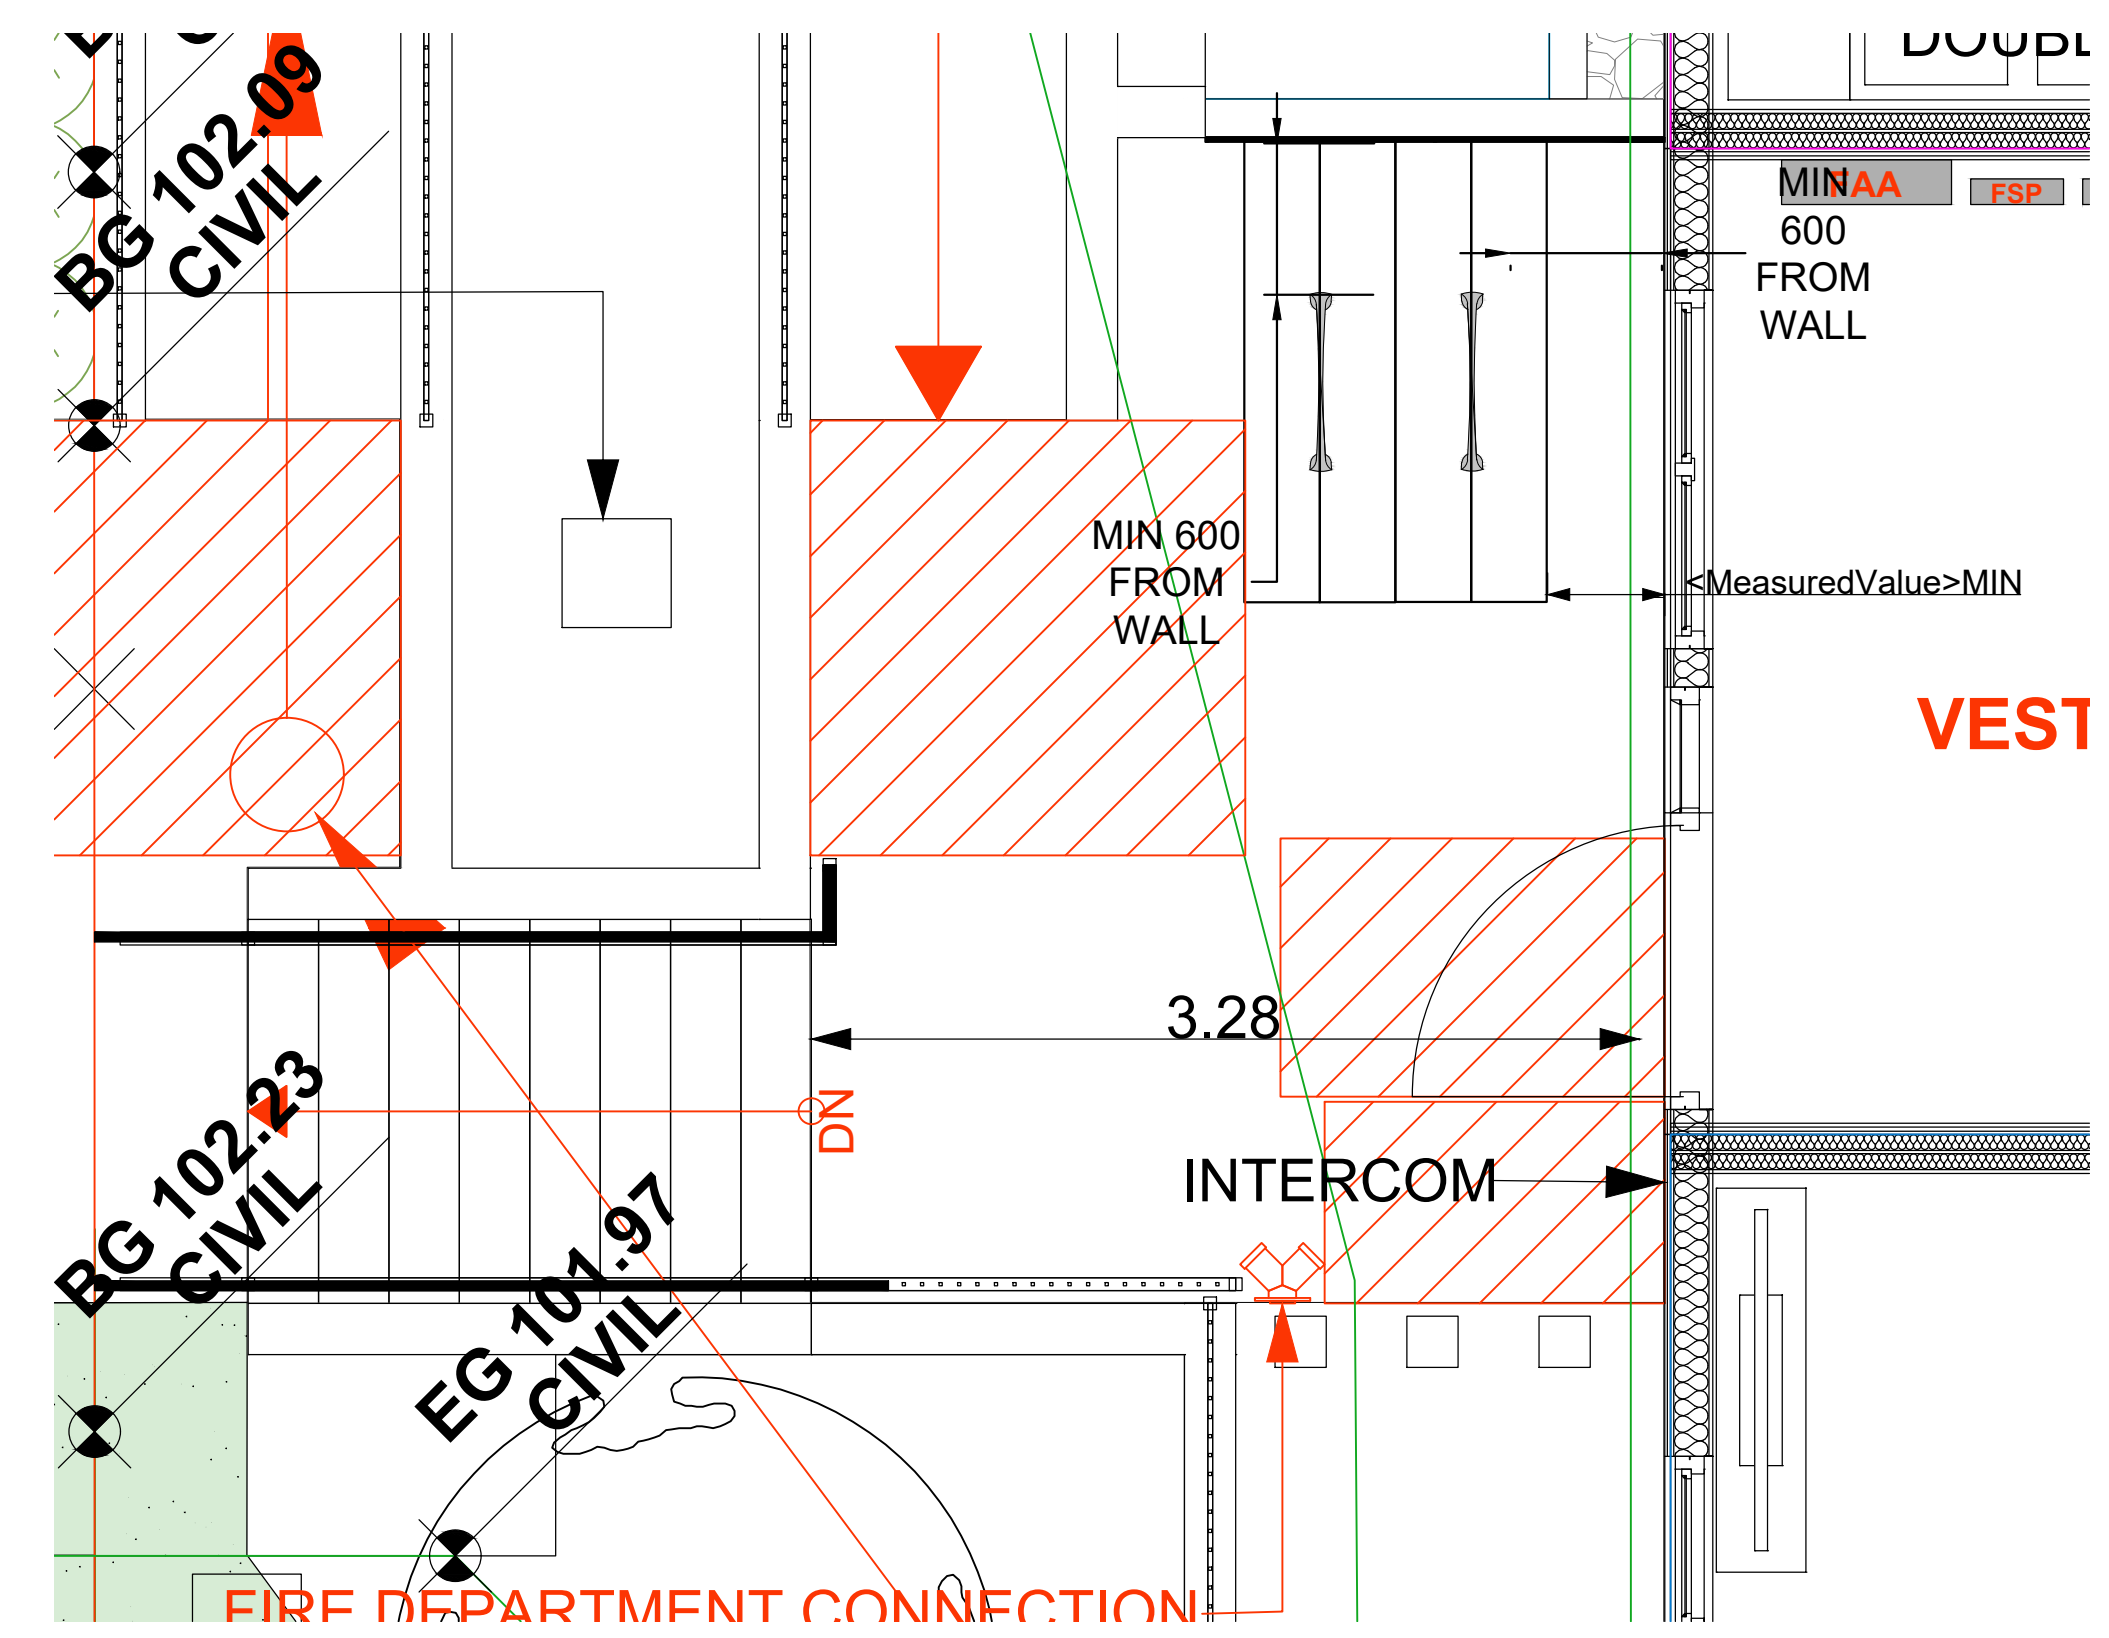 DOUBL
BG 102.09
CIVIL
MIN
600
FROM
WALL
FAA
FSP
MIN 600
FROM
WALL
<MeasuredValue>MIN
VEST
3.28
DN
BG 102.23
CIVIL
INTERCOM
EG 101.97
CIVIL
FIRE DEPARTMENT CONNECTION